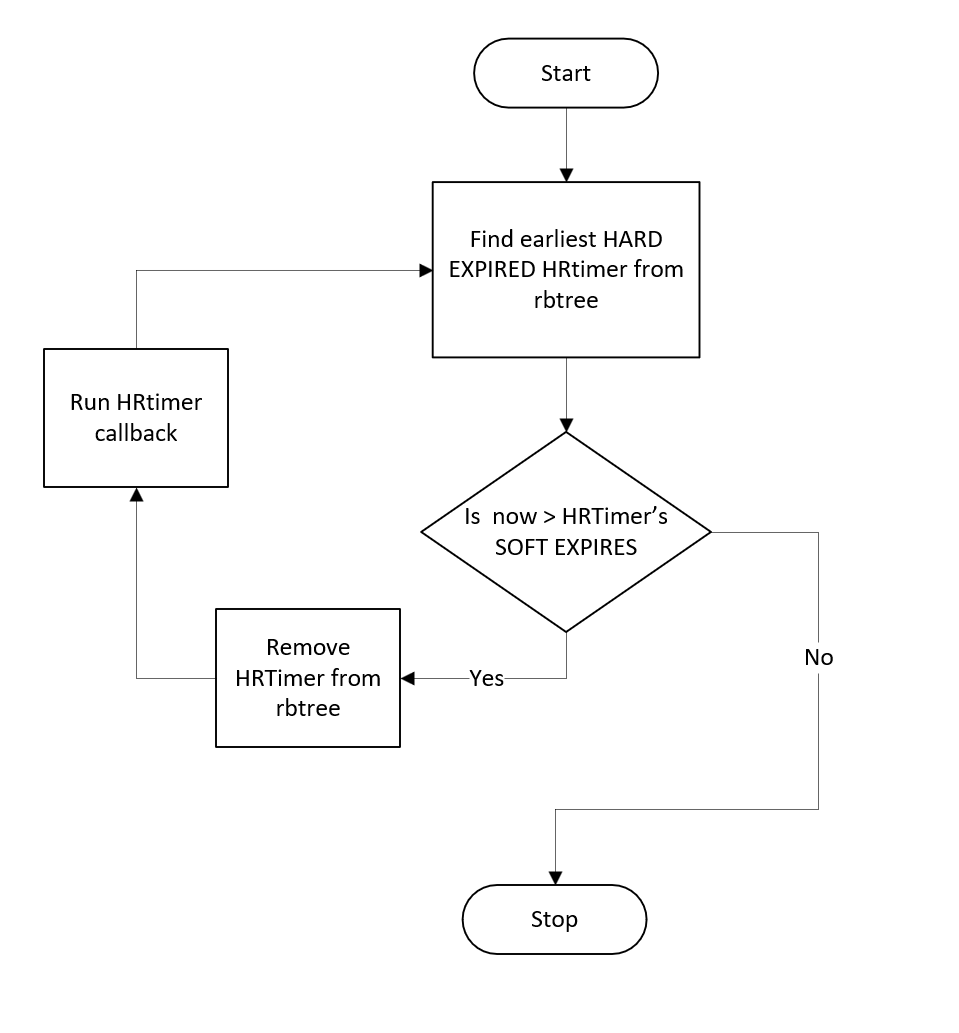 Start
Find earliest HARD
EXPIRED HRtimer from
rbtree
Run HRtimer
callback
Is  now > HRTimer’s
SOFT EXPIRES
Remove
HRTimer from
rbtree
Yes
No
Stop